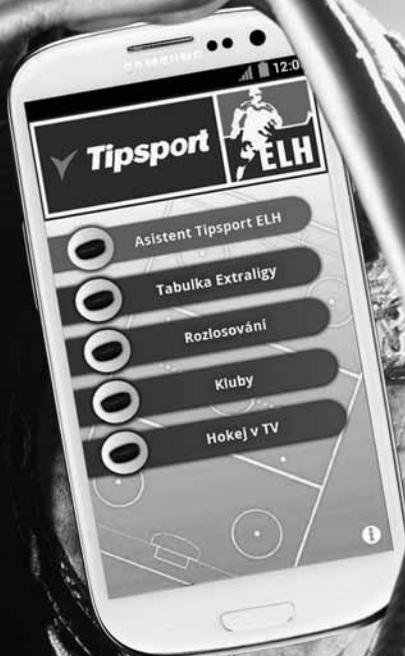 SAMSUNG
12:0
Tipsport
ELH
Asistent Tipsport ELH
Tabulka Extraligy
Rozlosování
Kluby
Hokej v TV